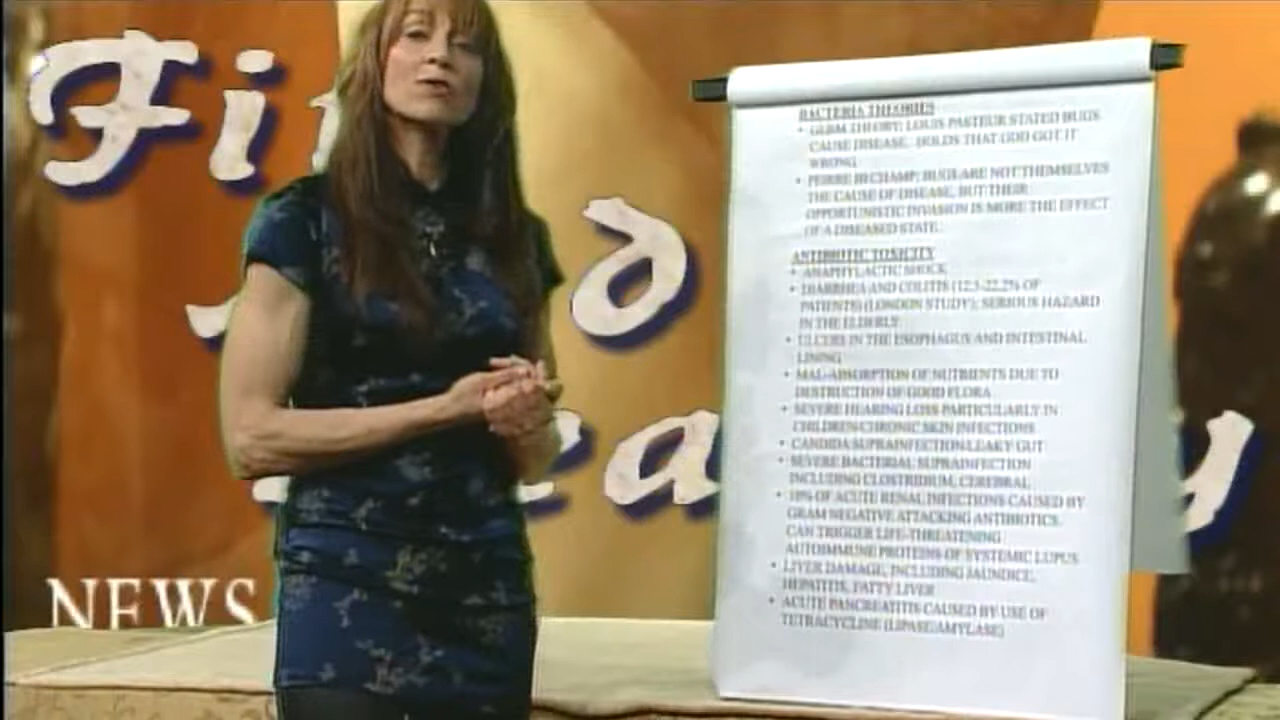 Fi
d
ea
y
NEWS
BACTERIA THEORIES
• GERM THEORY: LOUIS PASTEUR STATED BUGS
CAUSE DISEASE. HOLDS THAT GOD GOT IT
WRONG
• PEIRRE BECHAMP; BUGS ARE NOT THEMSELVES
THE CAUSE OF DISEASE, BUT THEIR
OPPORTUNISTIC INVASION IS MORE THE EFFECT
OF A DISEASED STATE.
ANTIBIOTIC TOXICITY
• ANAPHYLACTIC SHOCK
• DIARRHEA AND COLITIS (12.5-22.2% OF
PATIENTS) (LONDON STUDY); SERIOUS HAZARD
IN THE ELDERLY
• ULCERS IN THE ESOPHAGUS AND INTESTINAL
LINING
• MAL-ABSORPTION OF NUTRIENTS DUE TO
DESTRUCTION OF GOOD FLORA
• SEVERE HEARING LOSS PARTICULARLY IN
CHILDREN/CHRONIC SKIN INFECTIONS
• CANDIDA SUPRAINFECTION/LEAKY GUT
• SEVERE BACTERIAL SUPRAINFECTION
INCLUDING CLOSTRIDIUM, CEREBRAL
• 10% OF ACUTE RENAL INFECTIONS CAUSED BY
GRAM NEGATIVE ATTACKING ANTIBIOTICS.
CAN TRIGGER LIFE-THREATENING
AUTOIMMUNE PROTEINS OF SYSTEMIC LUPUS
• LIVER DAMAGE, INCLUDING JAUNDICE,
HEPATITIS, FATTY LIVER
• ACUTE PANCREATITIS CAUSED BY USE OF
TETRACYCLINE (LIPASE/AMYLASE)